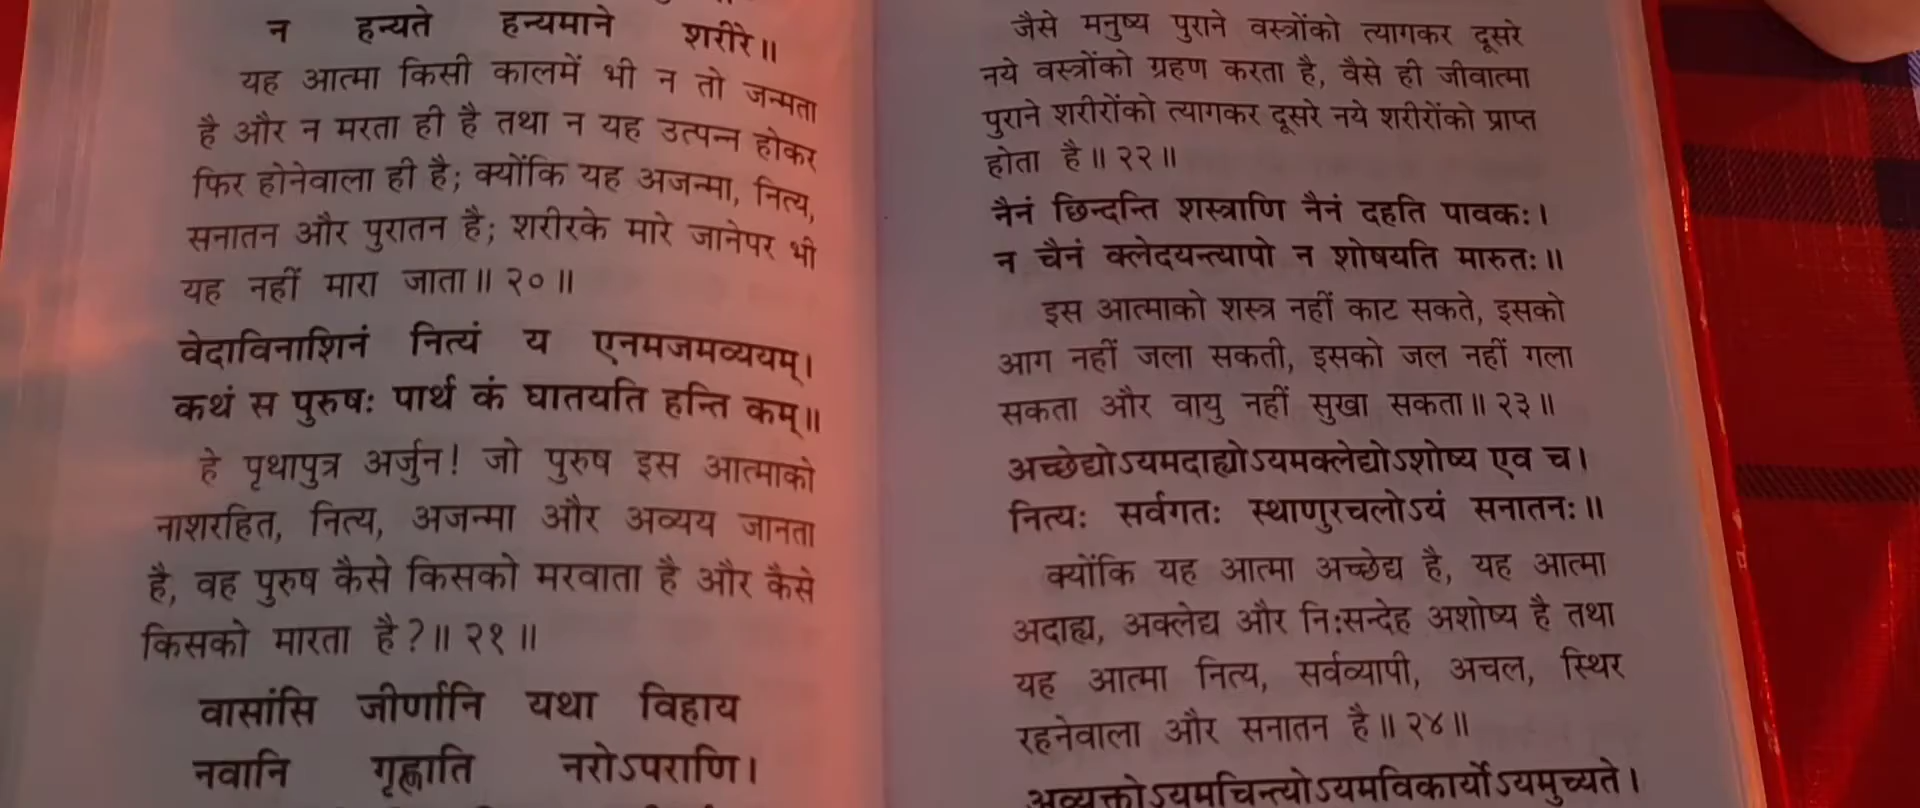 न हन्यते हन्यमाने शरीरे॥
यह आत्मा किसी कालमें भी न तो जन्मता
है और न मरता ही है तथा न यह उत्पन्न होकर
फिर होनेवाला ही है; क्योंकि यह अजन्मा, नित्य,
सनातन और पुरातन है; शरीरके मारे जानेपर भी
यह नहीं मारा जाता॥ २०॥
वेदाविनाशिनं नित्यं य एनमजमव्ययम्।
कथं स पुरुषः पार्थ कं घातयति हन्ति कम्॥
हे पृथापुत्र अर्जुन! जो पुरुष इस आत्माको
नाशरहित, नित्य, अजन्मा और अव्यय जानता
है, वह पुरुष कैसे किसको मरवाता है और कैसे
किसको मारता है?॥ २१॥
वासांसि जीर्णानि यथा विहाय
नवानि गृह्णाति नरोऽपराणि।
जैसे मनुष्य पुराने वस्त्रोंको त्यागकर दूसरे
नये वस्त्रोंको ग्रहण करता है, वैसे ही जीवात्मा
पुराने शरीरोंको त्यागकर दूसरे नये शरीरोंको प्राप्त
होता है॥ २२॥
नैनं छिन्दन्ति शस्त्राणि नैनं दहति पावकः।
न चैनं क्लेदयन्त्यापो न शोषयति मारुतः॥
इस आत्माको शस्त्र नहीं काट सकते, इसको
आग नहीं जला सकती, इसको जल नहीं गला
सकता और वायु नहीं सुखा सकता॥ २३॥
अच्छेद्योऽयमदाह्योऽयमक्लेद्योऽशोष्य एव च।
नित्यः सर्वगतः स्थाणुरचलोऽयं सनातनः॥
क्योंकि यह आत्मा अच्छेद्य है, यह आत्मा
अदाह्य, अक्लेद्य और निःसन्देह अशोष्य है तथा
यह आत्मा नित्य, सर्वव्यापी, अचल, स्थिर
रहनेवाला और सनातन है॥ २४॥
अव्यक्तोऽयमचिन्त्योऽयमविकार्योऽयमुच्यते।